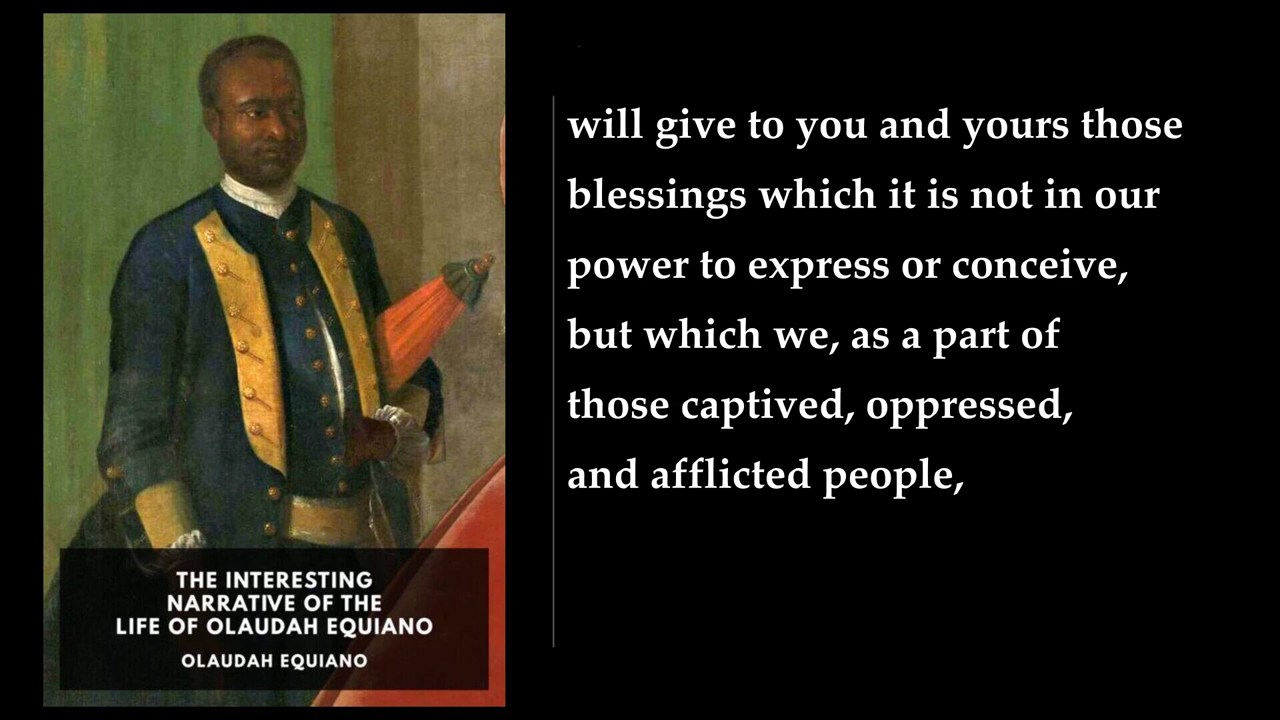 will give to you and yours those
blessings which it is not in our
power to express or conceive,
but which we, as a part of
those captived, oppressed,
and afflicted people,
THE INTERESTING
NARRATIVE OF THE
LIFE OF OLAUDAH EQUIANO
OLAUDAH EQUIANO